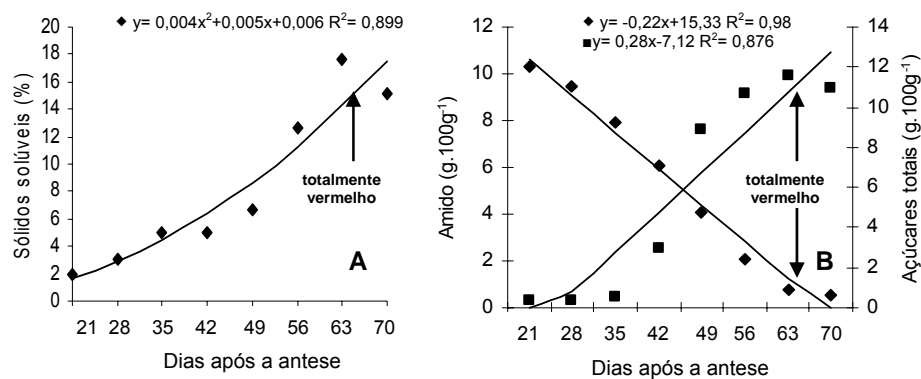 ◆ y= 0,004x²+0,005x+0,006 R²= 0,899
Sólidos solúveis (%)
20
18
16
14
12
10
8
6
4
2
0
totalmente
vermelho
A
21 28 35 42 49 56 63 70
Dias após a antese
◆ y= -0,22x+15,33 R²= 0,98
■ y= 0,28x-7,12 R²= 0,876
Amido (g.100g⁻¹)
12
10
8
6
4
2
0
totalmente
vermelho
B
14
12
10
8
6
4
2
0
Açúcares totais (g.100g⁻¹)
21 28 35 42 49 56 63 70
Dias após a antese